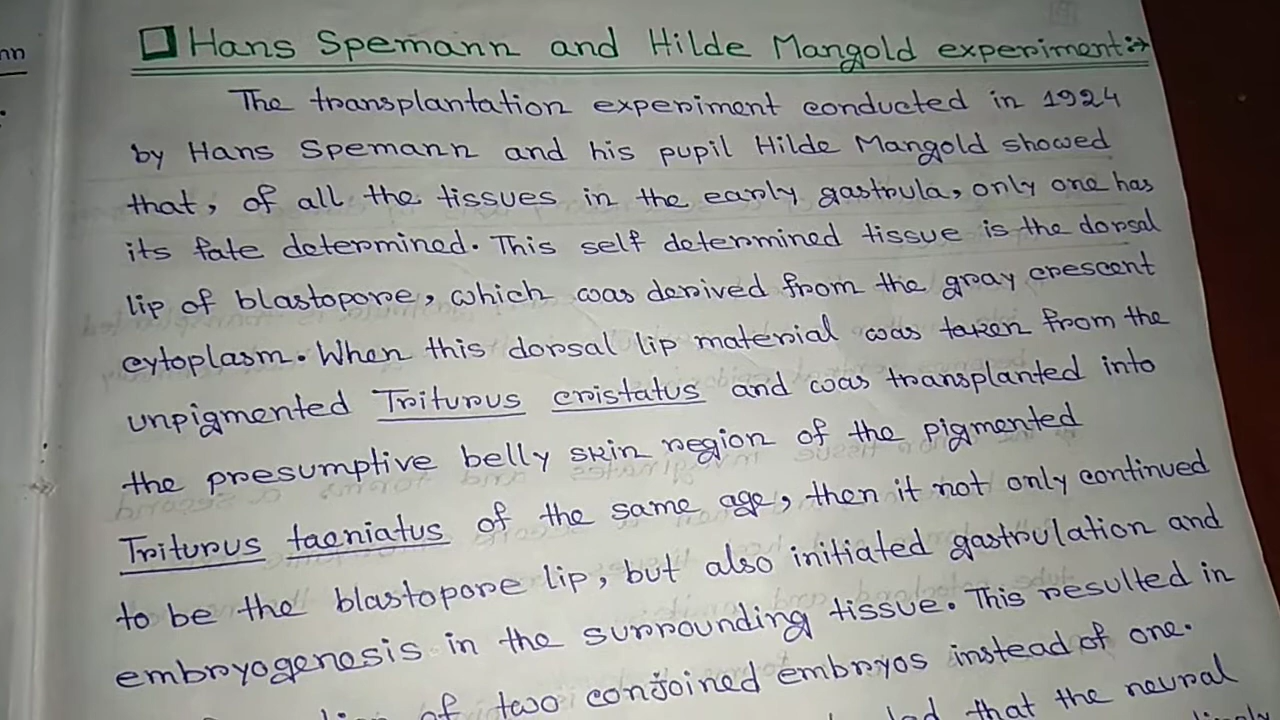 Hans Spemann and Hilde Mangold experiment:→
The transplantation experiment conducted in 1924
by Hans Spemann and his pupil Hilde Mangold showed
that, of all the tissues in the early gastrula, only one has
its fate determined. This self determined tissue is the dorsal
lip of blastopore, which was derived from the gray crescent
cytoplasm. When this dorsal lip material was taken from the
unpigmented Triturus cristatus and was transplanted into
the presumptive belly skin region of the pigmented
Triturus taeniatus of the same age, then it not only continued
to be the blastopore lip, but also initiated gastrulation and
embryogenesis in the surrounding tissue. This resulted in
of two conjoined embryos instead of one.
that the neural